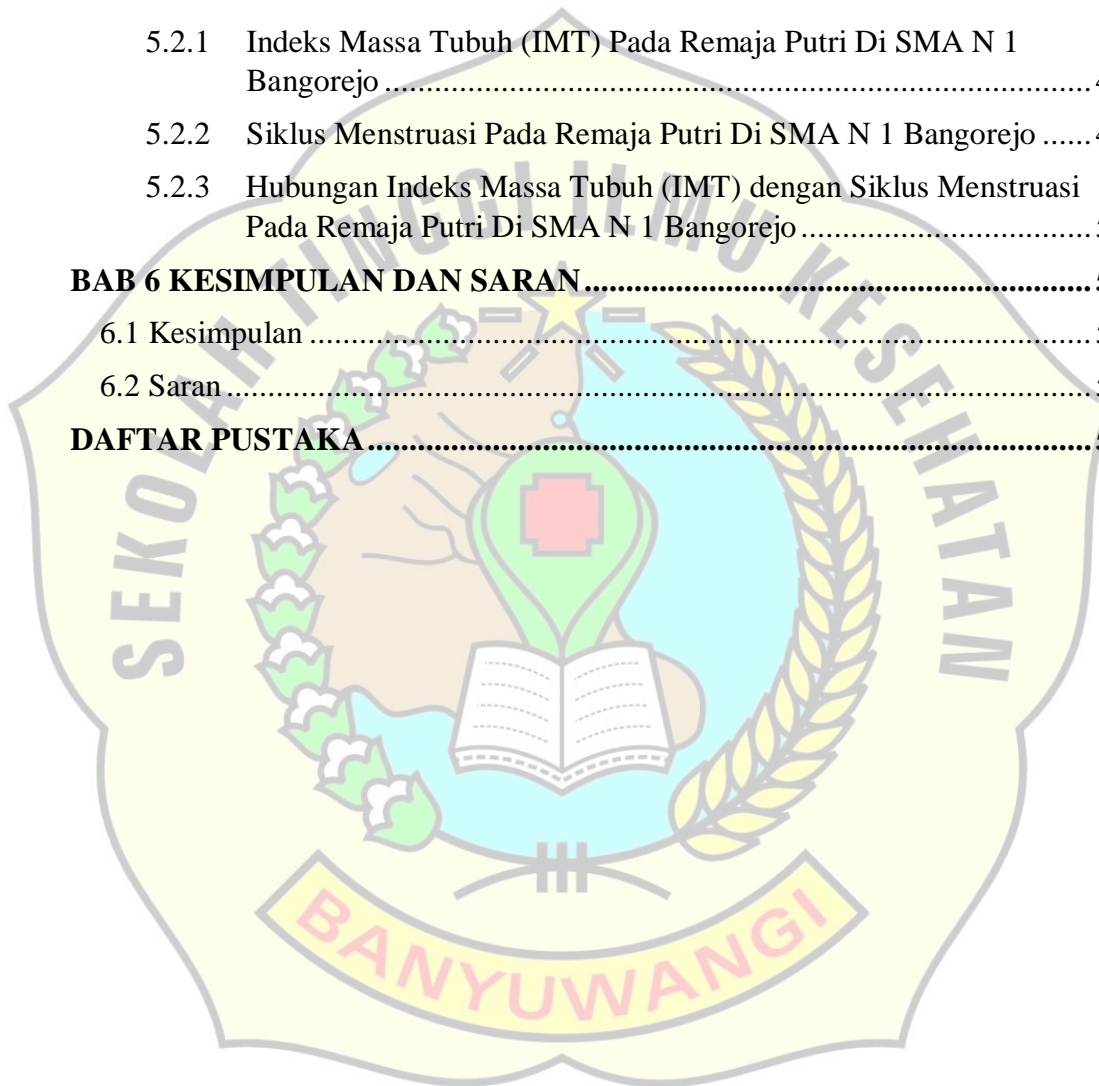 5.2.1 Indeks Massa Tubuh (IMT) Pada Remaja Putri Di SMA N 1
Bangorejo ........................................................................................ 4
5.2.2 Siklus Menstruasi Pada Remaja Putri Di SMA N 1 Bangorejo ...... 4
5.2.3 Hubungan Indeks Massa Tubuh (IMT) dengan Siklus Menstruasi
Pada Remaja Putri Di SMA N 1 Bangorejo ....................................
BAB 6 KESIMPULAN DAN SARAN ................................................................
6.1 Kesimpulan ..................................................................................................
6.2 Saran ............................................................................................................
DAFTAR PUSTAKA ..........................................................................................
SEKOLAH TINGGI ILMU KESEHATAN
BANYUWANGI